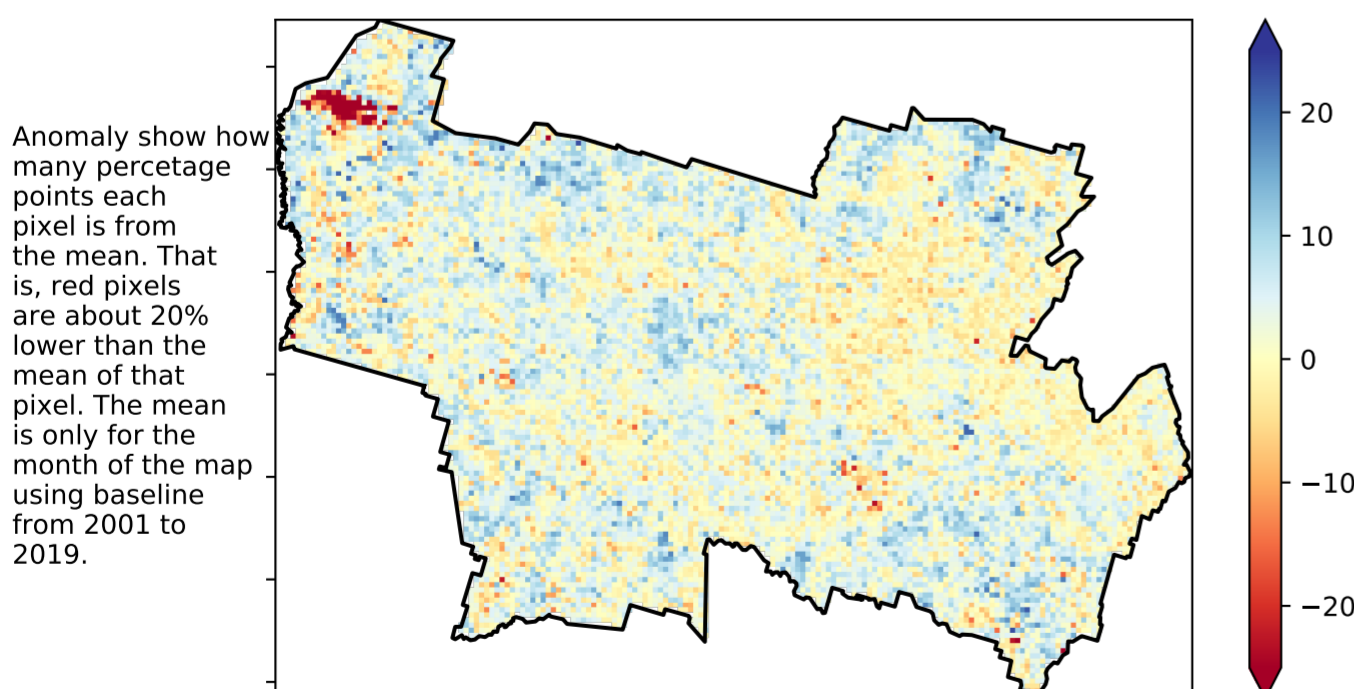 Anomaly show how
many percetage
points each
pixel is from
the mean. That
is, red pixels
are about 20%
lower than the
mean of that
pixel. The mean
is only for the
month of the map
using baseline
from 2001 to
2019.
20
10
0
−10
−20